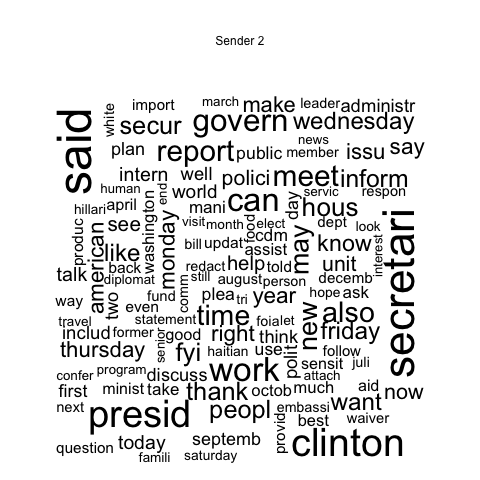 Sender 2
import march make leader administr
white secur govern wednesday
said plan report public news member issu say
intern well polici meet inform
human world can servic respon
hillari april mani end hous
produc see washington visit month food elect day dept look
american like monday bill updat cdm may know interest secretari
talk back redact help told assist unit
diplomat still august person decemb
way two even fund comm plea tri year hope ask
travel statement time foia let new also
includ former senior good right think friday
thursday fyi haitian use polit follow
confer program discuss work sensit juli
first minist take thank octob much attach aid now
next presid peopl embassi want
provid best waiver
question today septemb clinton
famili saturday